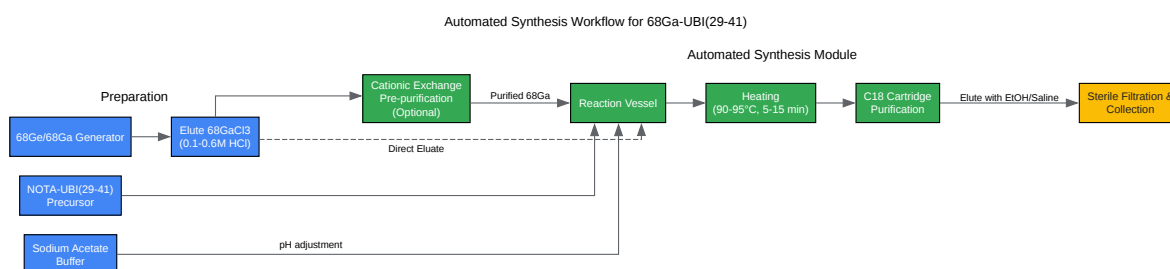 Automated Synthesis Workflow for 68Ga-UBI(29-41)
Automated Synthesis Module
Preparation
68Ge/68Ga Generator
Elute 68GaCl3
(0.1-0.6M HCl)
Cationic Exchange
Pre-purification
(Optional)
Purified 68Ga
Direct Eluate
Reaction Vessel
Heating
(90-95°C, 5-15 min)
C18 Cartridge
Purification
Elute with EtOH/Saline
Sterile Filtration &
Collection
NOTA-UBI(29-41)
Precursor
Sodium Acetate
Buffer
pH adjustment